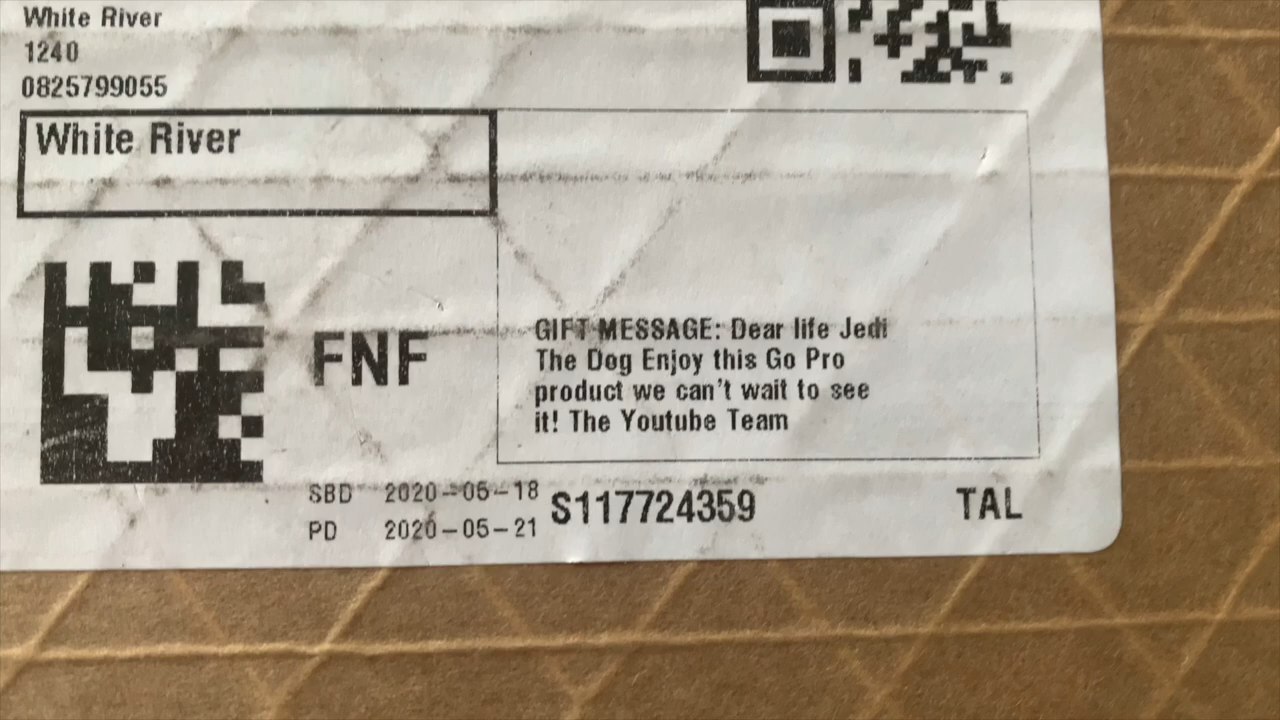 White River
1240
0825799055
White River
FNF
GIFT MESSAGE: Dear life Jedi
The Dog Enjoy this Go Pro
product we can't wait to see
it! The Youtube Team
SBD 2020-05-18
PD 2020-05-21
S117724359
TAL